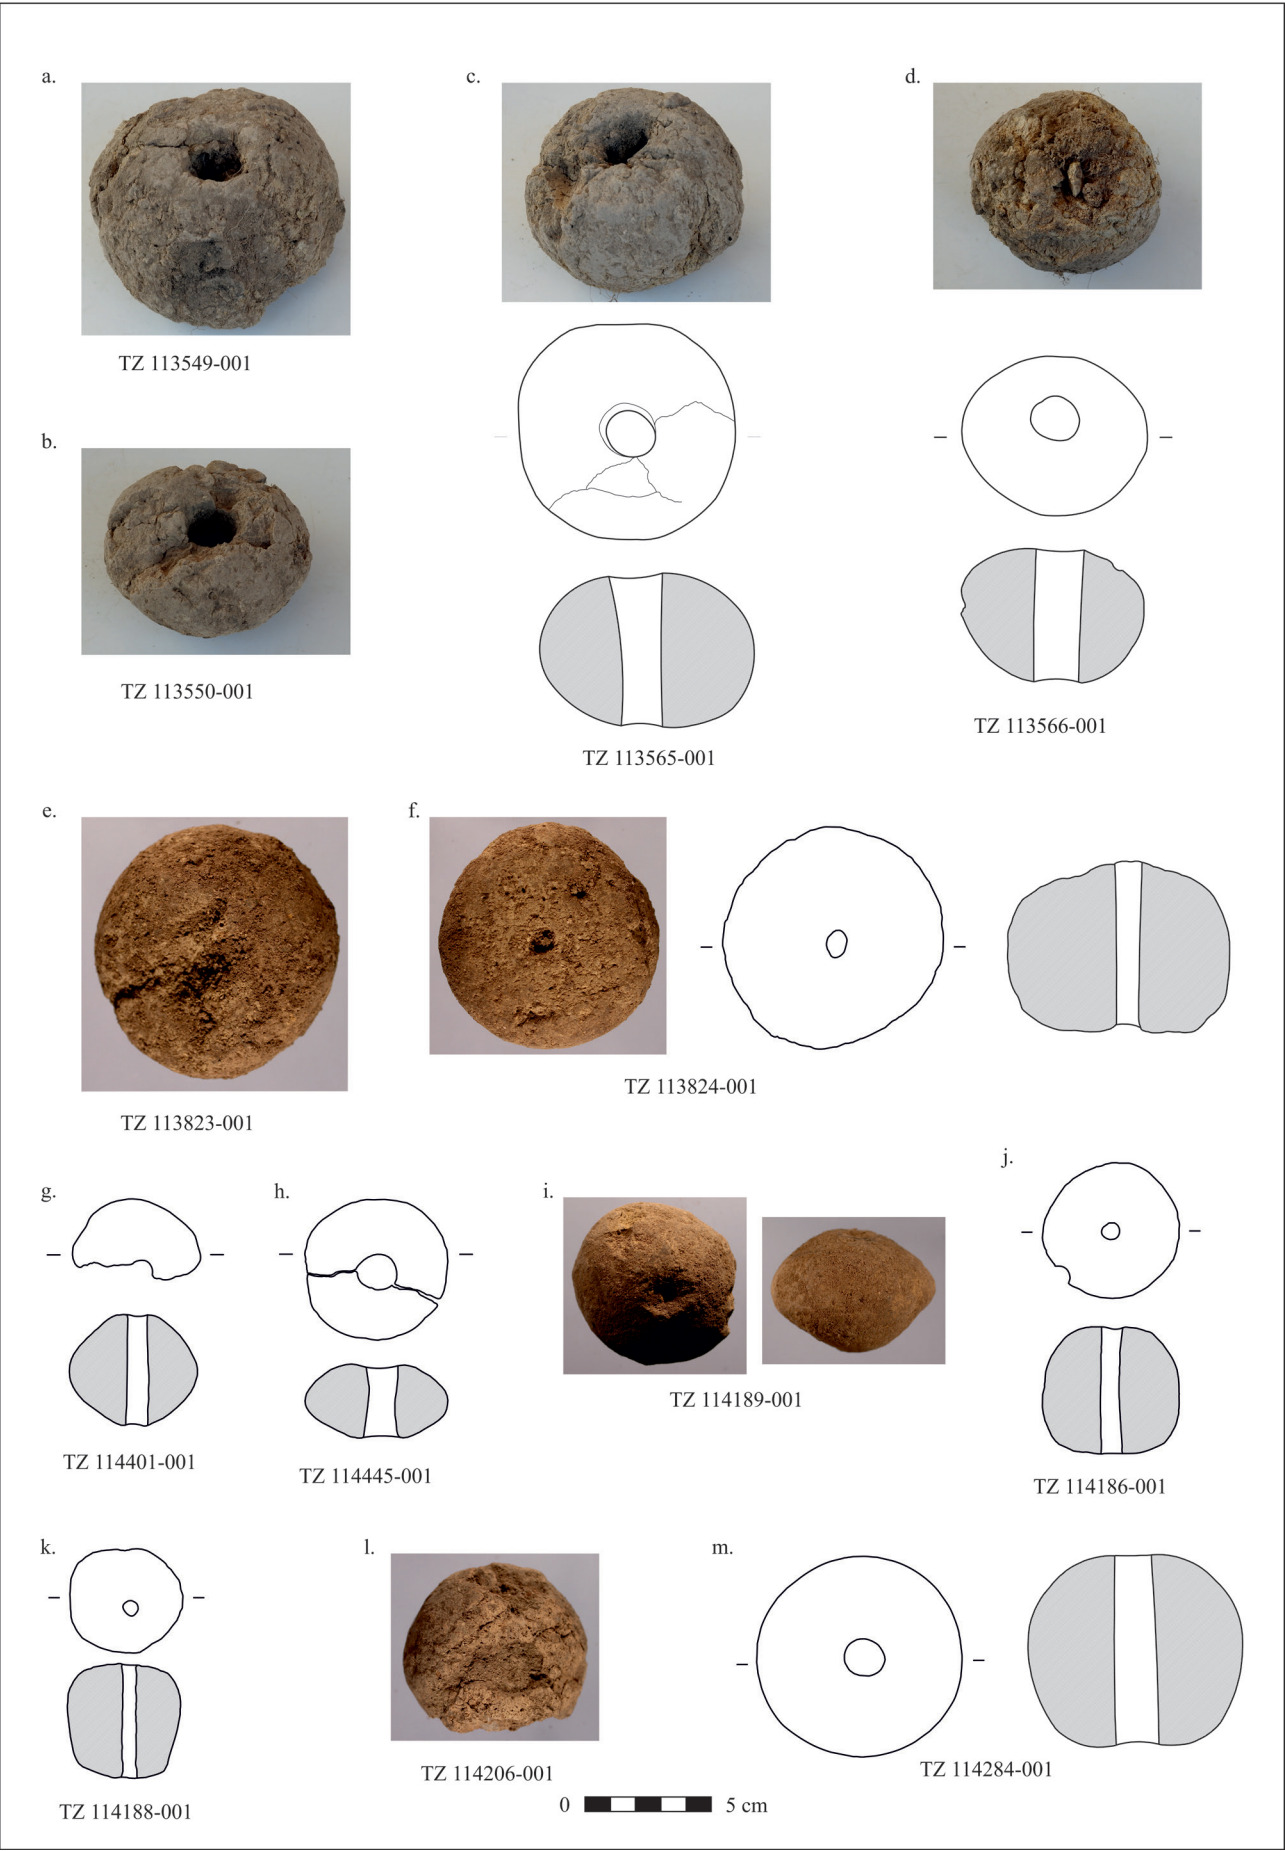 a.
c.
d.
TZ 113549-001
b.
TZ 113550-001
TZ 113565-001
TZ 113566-001
e.
f.
TZ 113823-001
TZ 113824-001
g.
h.
i.
j.
TZ 114401-001
TZ 114445-001
TZ 114189-001
TZ 114186-001
k.
l.
m.
TZ 114188-001
TZ 114206-001
TZ 114284-001
0 5 cm